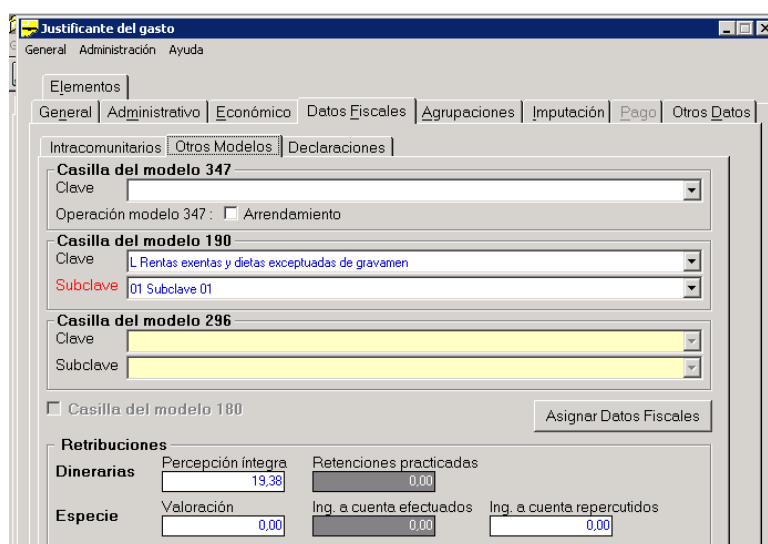 Justificante del gasto
General Administración Ayuda
Elementos
General Administrativo Económico Datos Fiscales Agrupaciones Imputación Pago Otros Datos
Intracomunitarios Otros Modelos Declaraciones
Casilla del modelo 347
Clave
Operación modelo 347 : Arrendamiento
Casilla del modelo 190
Clave L Rentas exentas y dietas exceptuadas de gravamen
Subclave 01 Subclave 01
Casilla del modelo 296
Clave
Subclave
Casilla del modelo 180
Asignar Datos Fiscales
Retribuciones
Percepción íntegra Retenciones practicadas
Dinerarias 19,38 0,00
Valoración Ing. a cuenta efectuados Ing. a cuenta repercutidos
Especie 0,00 0,00 0,00